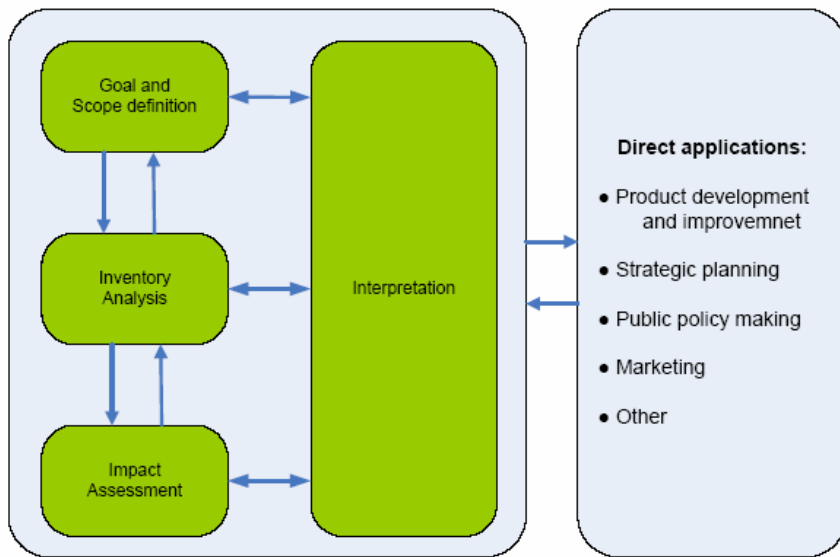 Goal and
Scope definition
Inventory
Analysis
Impact
Assessment
Interpretation
Direct applications:
● Product development
and improvemnet
● Strategic planning
● Public policy making
● Marketing
● Other